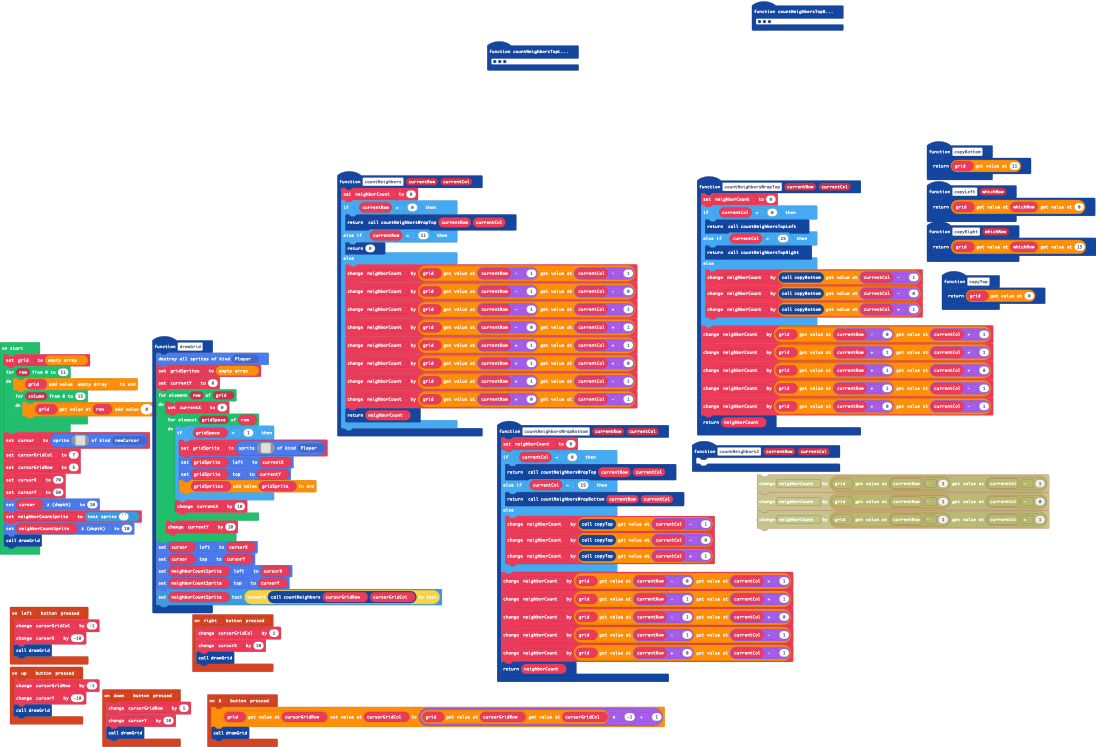 function countNeighborsTopR...
function countNeighborsTopL...
function copyBottom
return grid get value at 11
function copyLeft whichRow
return grid get value at whichRow get value at 0
function copyRight whichRow
return grid get value at whichRow get value at 15
function copyTop
return grid get value at 0
function countNeighbors currentRow currentCol
set neighborCount to 0
if currentRow = 0 then
return call countNeighborsWrapTop currentRow currentCol
else if currentRow = 11 then
return 0
else
change neighborCount by grid get value at currentRow - 1 get value at currentCol - 1
change neighborCount by grid get value at currentRow - 1 get value at currentCol - 0
change neighborCount by grid get value at currentRow - 1 get value at currentCol + 1
change neighborCount by grid get value at currentRow - 0 get value at currentCol + 1
change neighborCount by grid get value at currentRow + 1 get value at currentCol + 1
change neighborCount by grid get value at currentRow + 1 get value at currentCol + 0
change neighborCount by grid get value at currentRow + 1 get value at currentCol - 1
change neighborCount by grid get value at currentRow + 0 get value at currentCol - 1
return neighborCount
function countNeighborsWrapTop currentRow currentCol
set neighborCount to 0
if currentCol = 0 then
return call countNeighborsTopLeft
else if currentCol = 15 then
return call countNeighborsTopRight
else
change neighborCount by call copyBottom get value at currentCol - 1
change neighborCount by call copyBottom get value at currentCol - 0
change neighborCount by call copyBottom get value at currentCol + 1
change neighborCount by grid get value at currentRow - 0 get value at currentCol + 1
change neighborCount by grid get value at currentRow + 1 get value at currentCol + 1
change neighborCount by grid get value at currentRow + 1 get value at currentCol + 0
change neighborCount by grid get value at currentRow + 1 get value at currentCol - 1
change neighborCount by grid get value at currentRow + 0 get value at currentCol - 1
return neighborCount
on start
set grid to empty array
for row from 0 to 11
do grid add value empty array to end
for column from 0 to 15
do grid get value at row add value 0
set cursor to sprite of kind newCursor
set cursorGridCol to 7
set cursorGridRow to 5
set cursorX to 70
set cursorY to 50
set cursor z (depth) to 20
set neighborCountSprite to text sprite
set neighborCountSprite z (depth) to 10
call drawGrid
function drawGrid
destroy all sprites of kind Player
set gridSprites to empty array
set currentY to 0
for element row of grid
do set currentX to 0
for element gridSpace of row
do if gridSpace = 1 then
set gridSprite to sprite of kind Player
set gridSprite left to currentX
set gridSprite top to currentY
gridSprites add value gridSprite to end
change currentX by 10
change currentY by 10
set cursor left to cursorX
set cursor top to cursorY
set neighborCountSprite left to cursorX
set neighborCountSprite top to cursorY
set neighborCountSprite text convert call countNeighbors cursorGridRow cursorGridCol to text
function countNeighborsWrapBottom currentRow currentCol
set neighborCount to 0
if currentCol = 0 then
return call countNeighborsWrapTop currentRow currentCol
else if currentCol = 15 then
return call countNeighborsWrapBottom currentRow currentCol
else
change neighborCount by call copyTop get value at currentCol - 1
change neighborCount by call copyTop get value at currentCol - 0
change neighborCount by call copyTop get value at currentCol + 1
change neighborCount by grid get value at currentRow - 0 get value at currentCol + 1
change neighborCount by grid get value at currentRow + 1 get value at currentCol + 1
change neighborCount by grid get value at currentRow + 1 get value at currentCol + 0
change neighborCount by grid get value at currentRow + 1 get value at currentCol - 1
change neighborCount by grid get value at currentRow + 0 get value at currentCol - 1
return neighborCount
function countNeighbors2 currentRow currentCol
change neighborCount by grid get value at currentRow - 1 get value at currentCol - 1
change neighborCount by grid get value at currentRow - 1 get value at currentCol 0
change neighborCount by grid get value at currentRow - 1 get value at currentCol + 1
on left button pressed
change cursorGridCol by -1
change cursorX by -10
call drawGrid
on right button pressed
change cursorGridCol by 1
change cursorX by 10
call drawGrid
on up button pressed
change cursorGridRow by -1
change cursorY by -10
call drawGrid
on down button pressed
change cursorGridRow by 1
change cursorY by 10
call drawGrid
on A button pressed
grid get value at cursorGridRow set value at cursorGridCol to grid get value at cursorGridRow get value at cursorGridCol x -1 + 1
call drawGrid